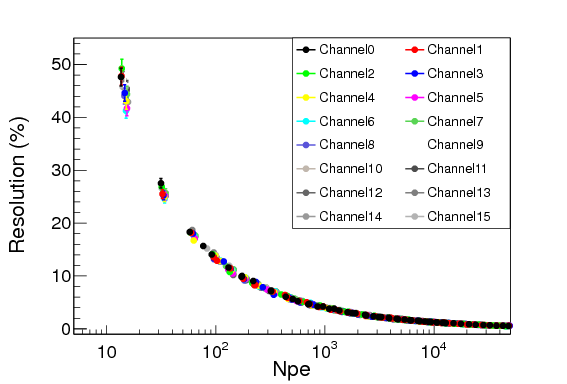 Resolution (%)
50
40
30
20
10
0
Channel0 Channel1
Channel2 Channel3
Channel4 Channel5
Channel6 Channel7
Channel8 Channel9
Channel10 Channel11
Channel12 Channel13
Channel14 Channel15
10 10² 10³ 10⁴
Npe